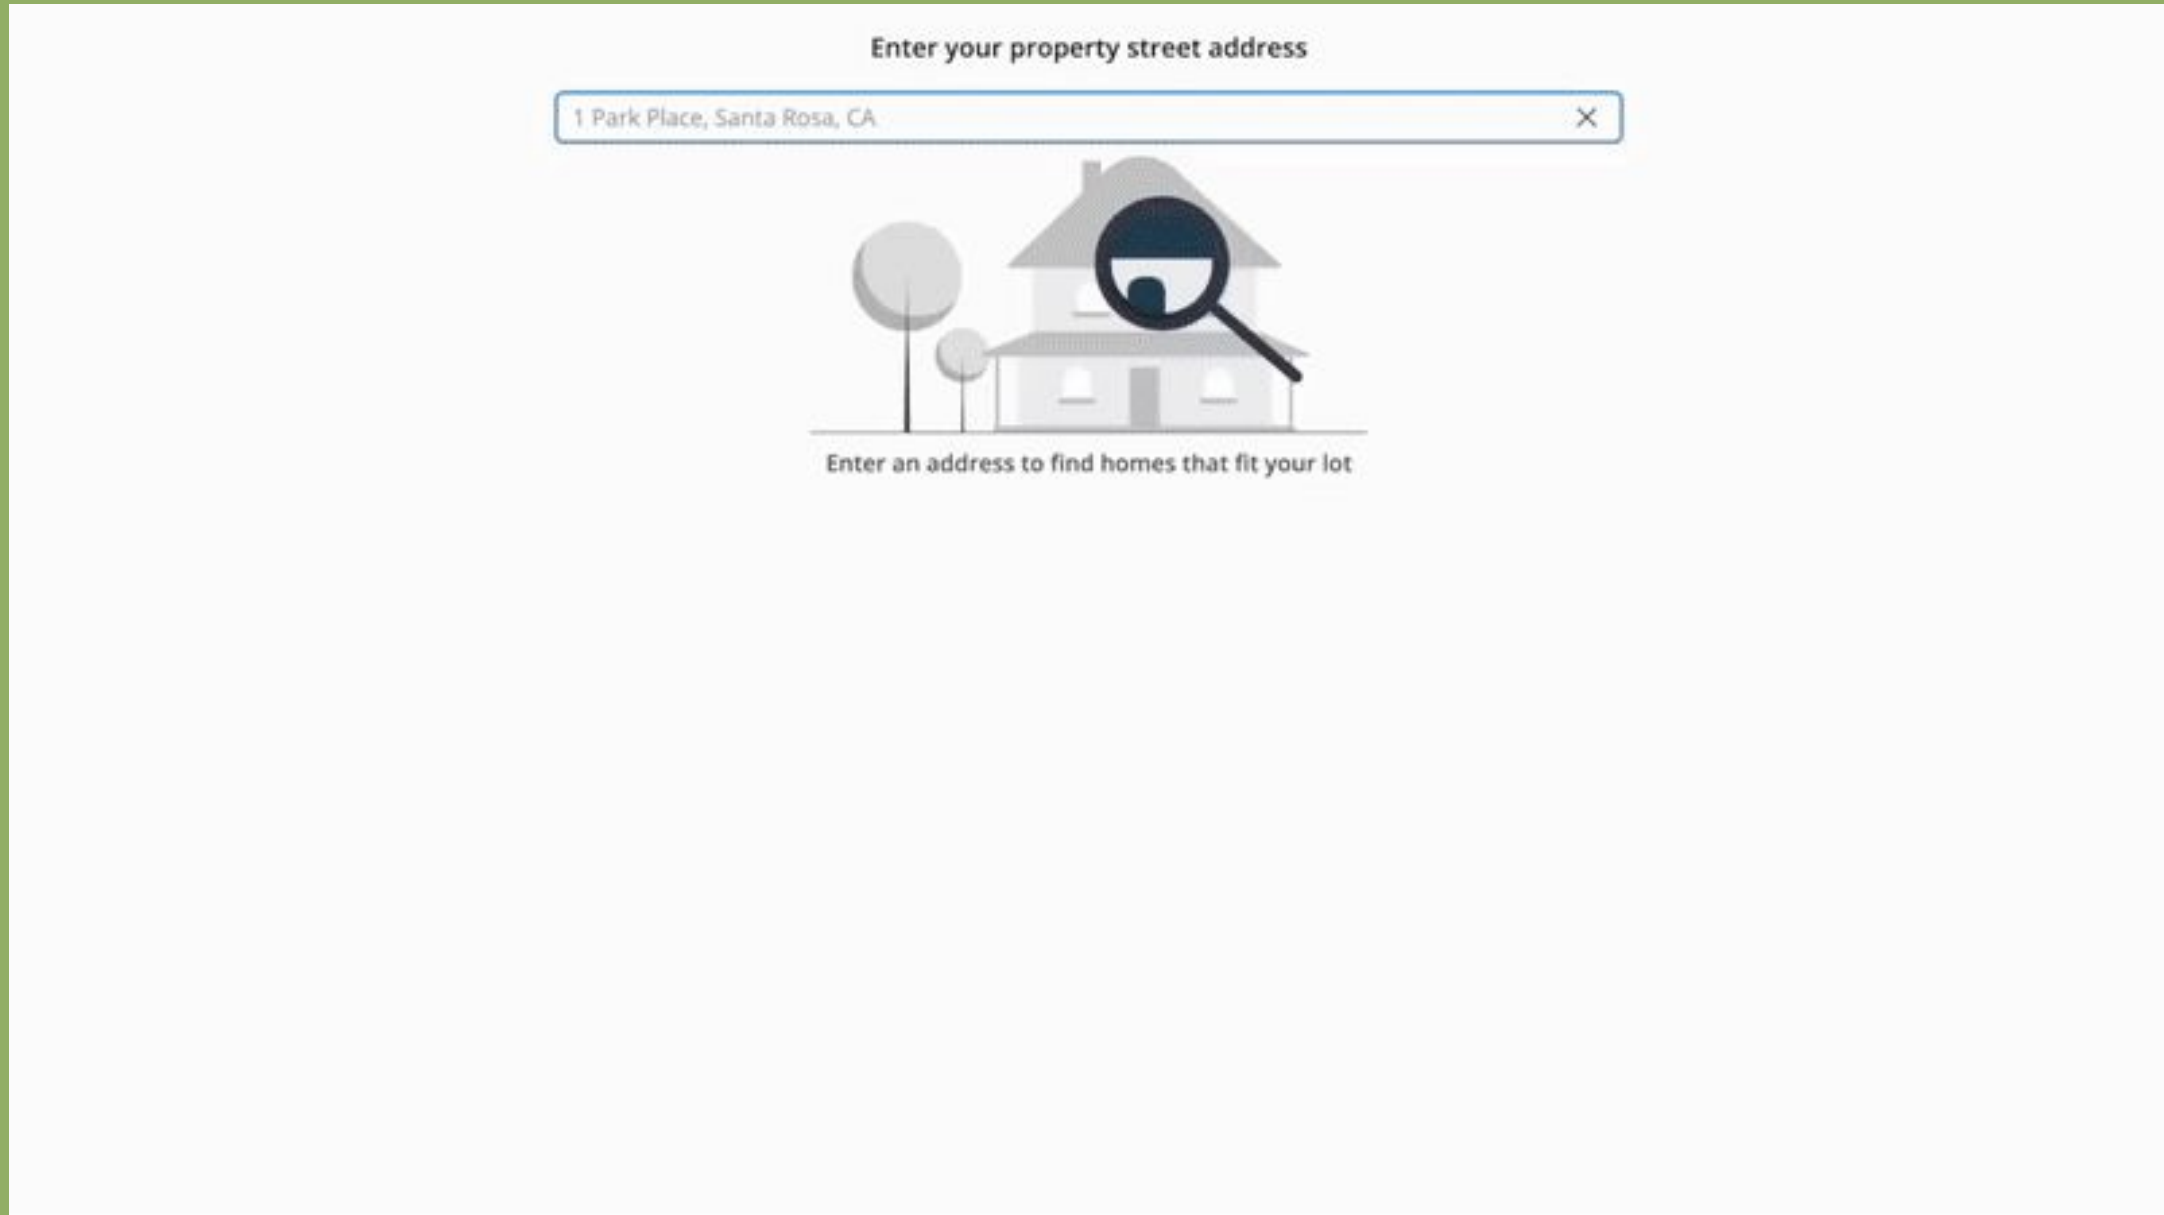 Enter your property street address
1 Park Place, Santa Rosa, CA
Enter an address to find homes that fit your lot